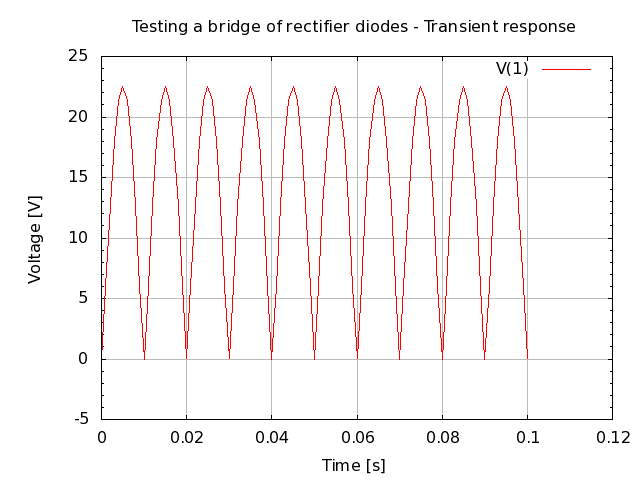 Testing a bridge of rectifier diodes - Transient response
V(1)
25
20
15
10
5
0
-5
Voltage [V]
0 0.02 0.04 0.06 0.08 0.1 0.12
Time [s]